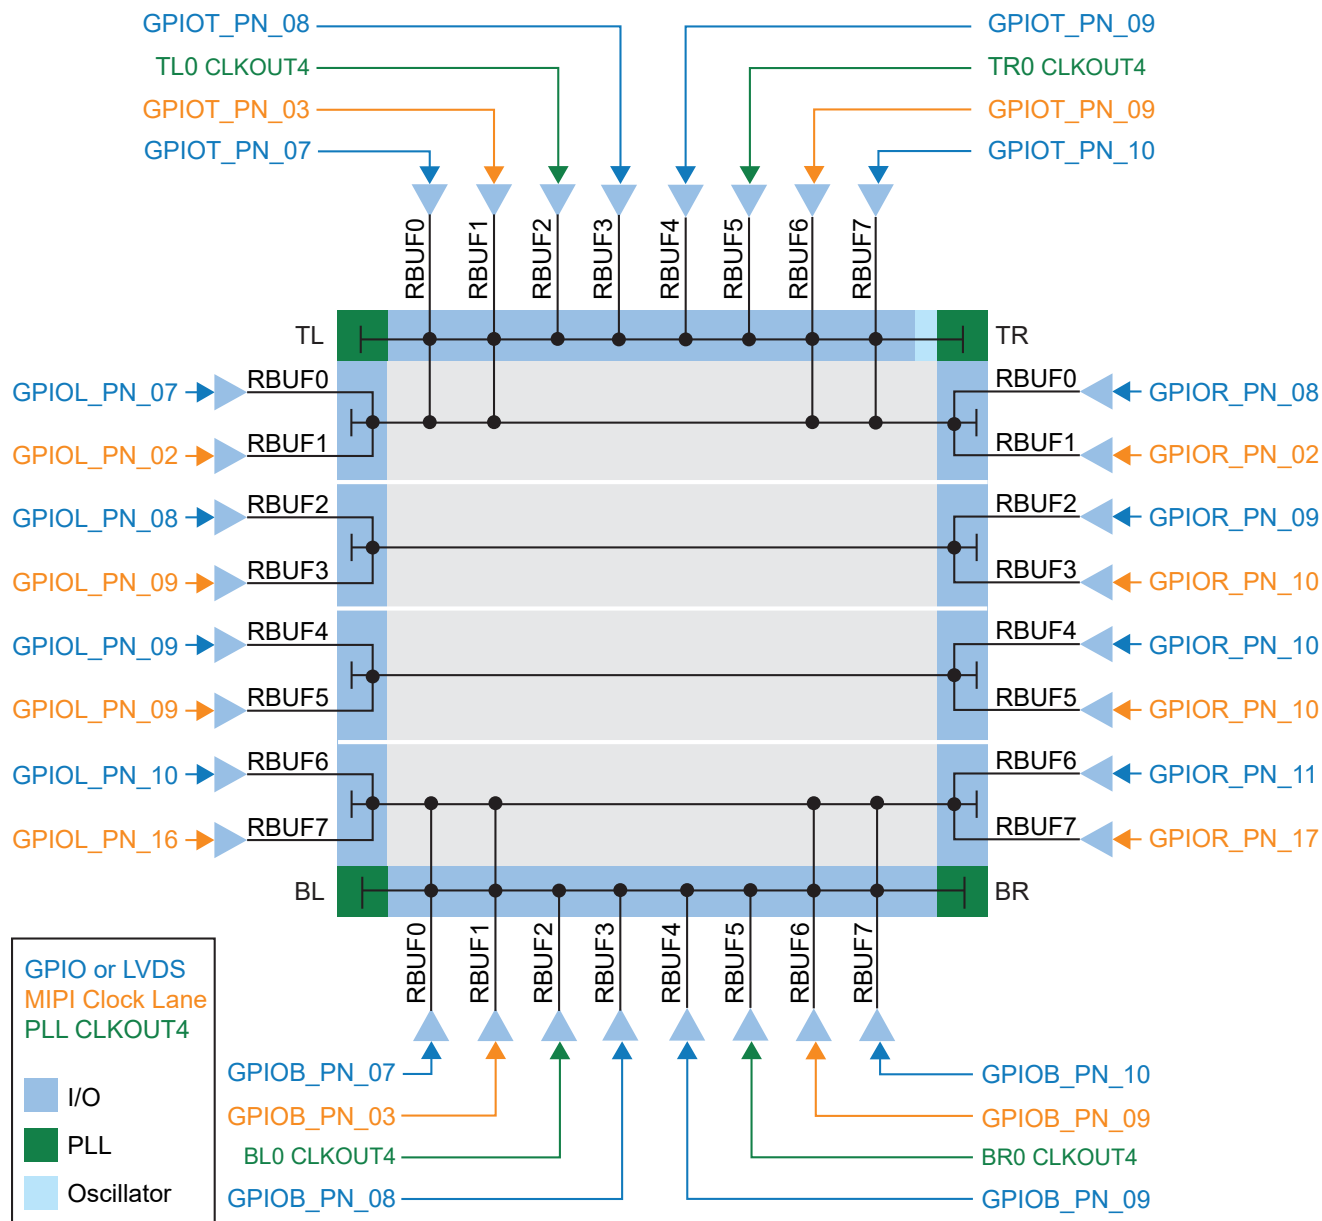 GPIOT_PN_08
GPIOT_PN_09
TL0 CLKOUT4
TR0 CLKOUT4
GPIOT_PN_03
GPIOT_PN_09
GPIOT_PN_07
GPIOT_PN_10
RBUF0
RBUF1
RBUF2
RBUF3
RBUF4
RBUF5
RBUF6
RBUF7
TL
TR
GPIOL_PN_07
RBUF0
RBUF0
GPIOR_PN_08
GPIOL_PN_02
RBUF1
RBUF1
GPIOR_PN_02
GPIOL_PN_08
RBUF2
RBUF2
GPIOR_PN_09
GPIOL_PN_09
RBUF3
RBUF3
GPIOR_PN_10
GPIOL_PN_09
RBUF4
RBUF4
GPIOR_PN_10
GPIOL_PN_09
RBUF5
RBUF5
GPIOR_PN_10
GPIOL_PN_10
RBUF6
RBUF6
GPIOR_PN_11
GPIOL_PN_16
RBUF7
RBUF7
GPIOR_PN_17
BL
BR
RBUF0
RBUF1
RBUF2
RBUF3
RBUF4
RBUF5
RBUF6
RBUF7
GPIOB_PN_07
GPIOB_PN_10
GPIOB_PN_03
GPIOB_PN_09
BL0 CLKOUT4
BR0 CLKOUT4
GPIOB_PN_08
GPIOB_PN_09
GPIO or LVDS
MIPI Clock Lane
PLL CLKOUT4
I/O
PLL
Oscillator